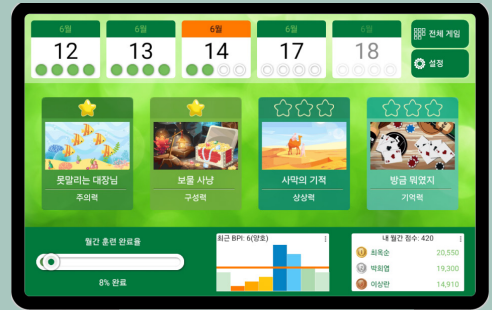 6월
12
6월
13
6월
14
6월
17
6월
18
전체 게임
설정
못말리는 대장님
주의력
보물 사냥
구성력
사막의 기적
상상력
방금 뭐였지
기억력
월간 훈련 완료율
8% 완료
최근 BPI: 6(양호)
내 월간 점수: 420
최옥순 20,550
박희열 19,300
이상란 14,910